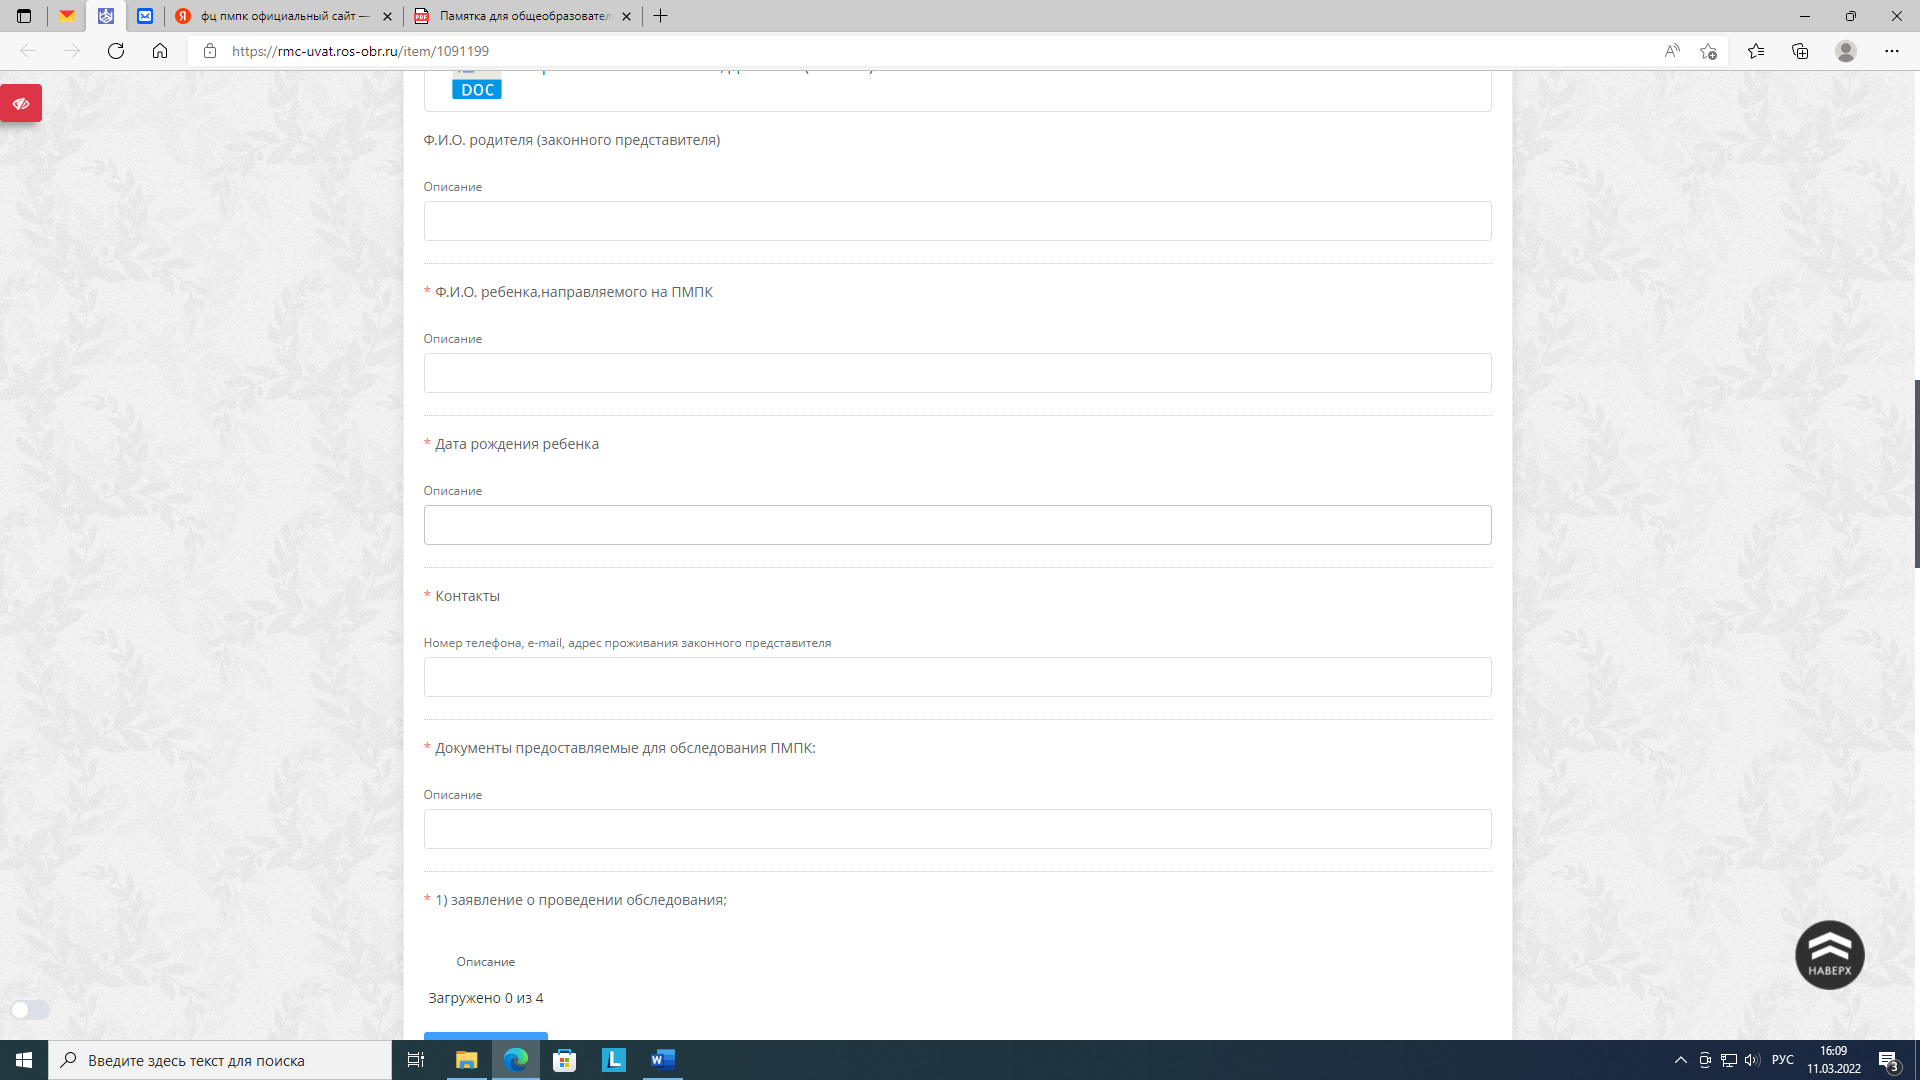 фц пмпк официальный сайт —
Памятка для общеобразовател
https://rmc-uvat.ros-obr.ru/item/1091199
DOC
Ф.И.О. родителя (законного представителя)
Описание
* Ф.И.О. ребенка,направляемого на ПМПК
Описание
* Дата рождения ребенка
Описание
* Контакты
Номер телефона, e-mail, адрес проживания законного представителя
* Документы предоставляемые для обследования ПМПК:
Описание
* 1) заявление о проведении обследования;
Описание
Загружено 0 из 4
НАВЕРХ
Введите здесь текст для поиска
РУС
16:09
11.03.2022
3